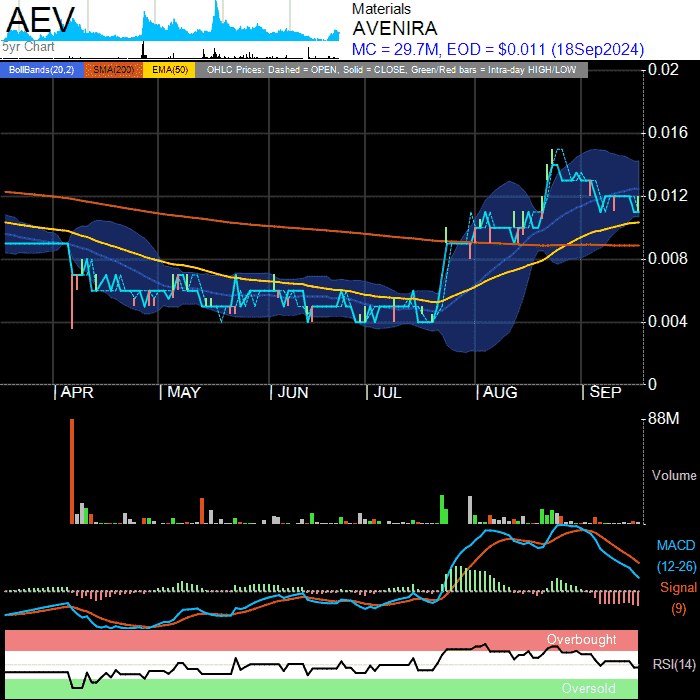 AEV
5yr Chart
Materials
AVENIRA
MC = 29.7M, EOD = $0.011 (18Sep2024)
BollBands(20,2) SMA(200) EMA(50) OHLC Prices: Dashed = OPEN, Solid = CLOSE, Green/Red bars = Intra-day HIGH/LOW
0.02
0.016
0.012
0.008
0.004
0
APR MAY JUN JUL AUG SEP
88M
Volume
MACD
(12-26)
Signal
(9)
Overbought
RSI(14)
Oversold